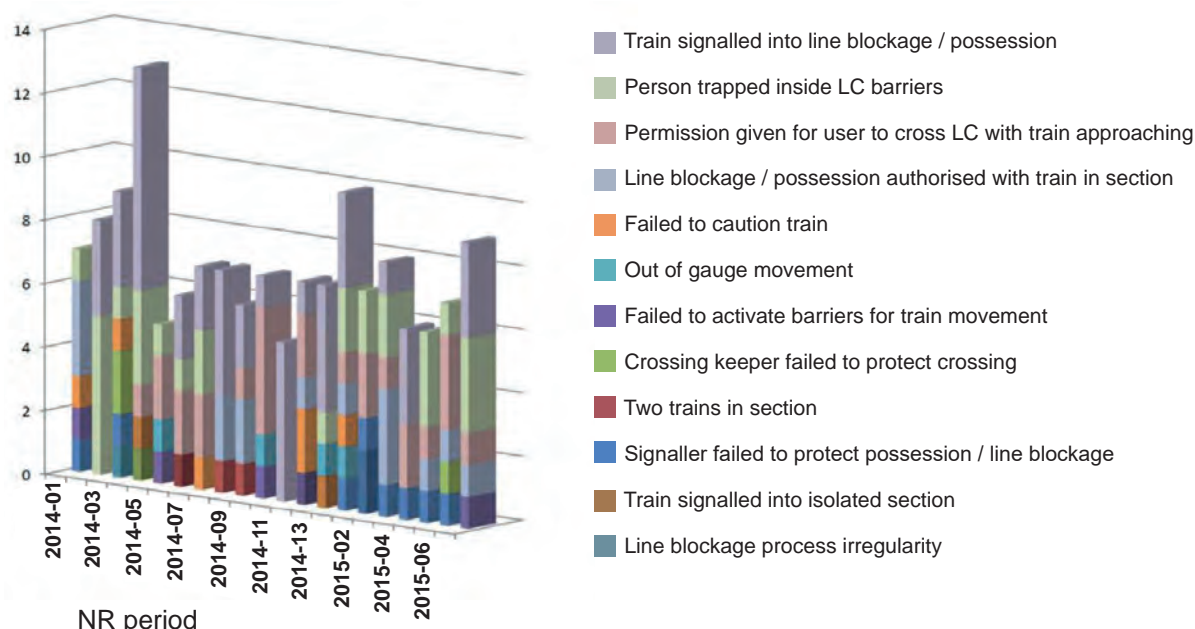 14
12
10
8
6
4
2
0
2014-01
2014-03
2014-05
2014-07
2014-09
2014-11
2014-13
2015-02
2015-04
2015-06
NR period
Train signalled into line blockage / possession
Person trapped inside LC barriers
Permission given for user to cross LC with train approaching
Line blockage / possession authorised with train in section
Failed to caution train
Out of gauge movement
Failed to activate barriers for train movement
Crossing keeper failed to protect crossing
Two trains in section
Signaller failed to protect possession / line blockage
Train signalled into isolated section
Line blockage process irregularity